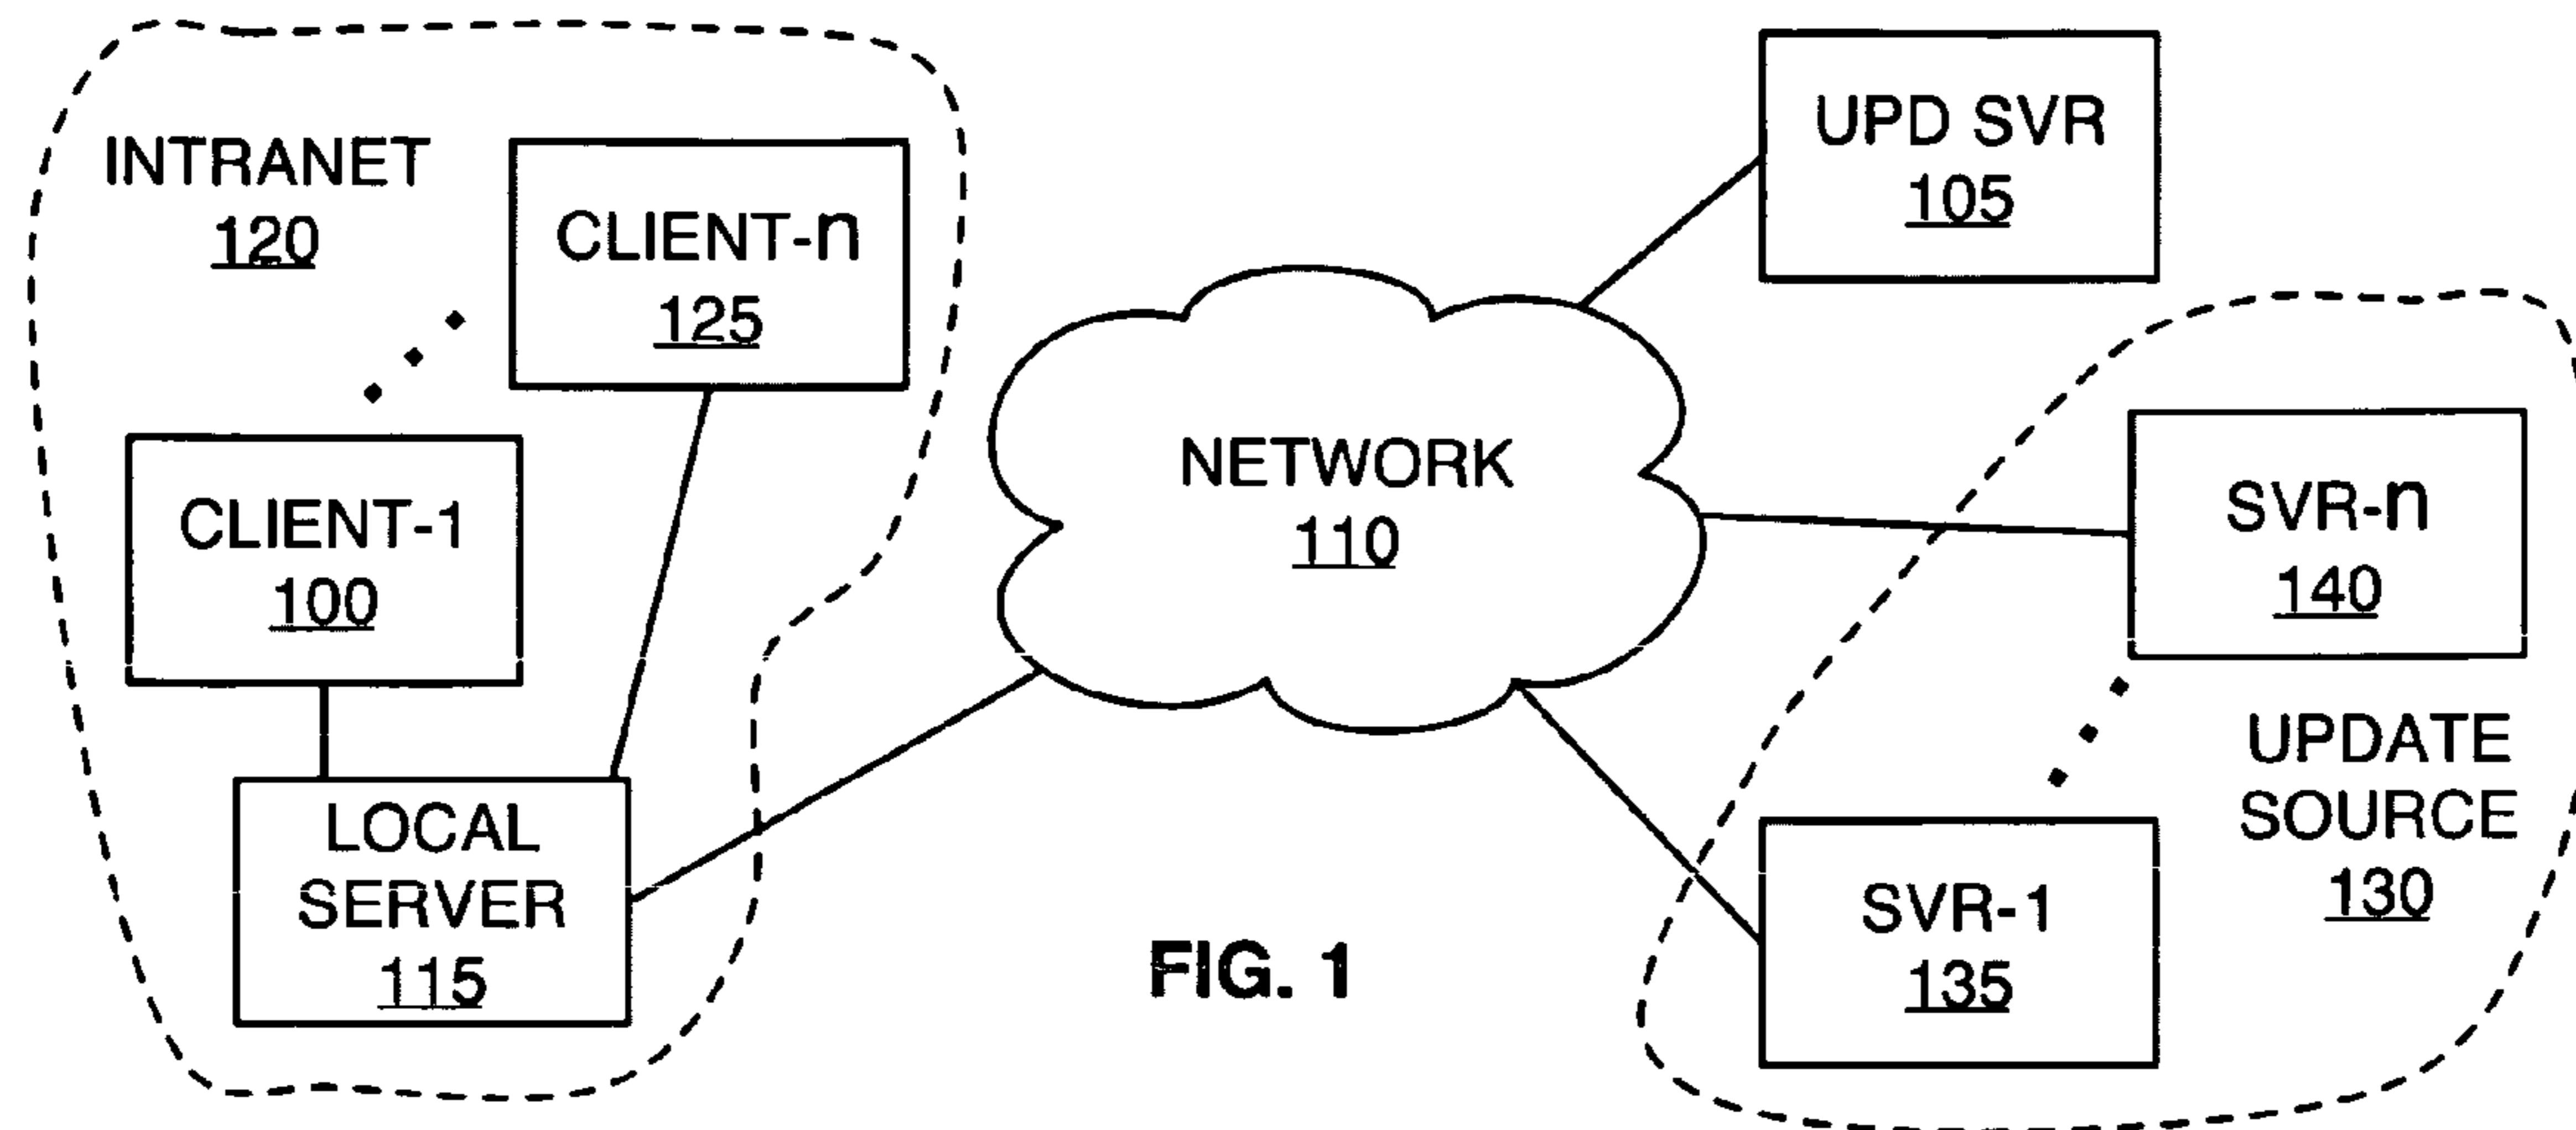 INTRANET
120
CLIENT-n
125
CLIENT-1
100
LOCAL
SERVER
115
NETWORK
110
UPD SVR
105
SVR-n
140
UPDATE
SOURCE
130
SVR-1
135
FIG. 1